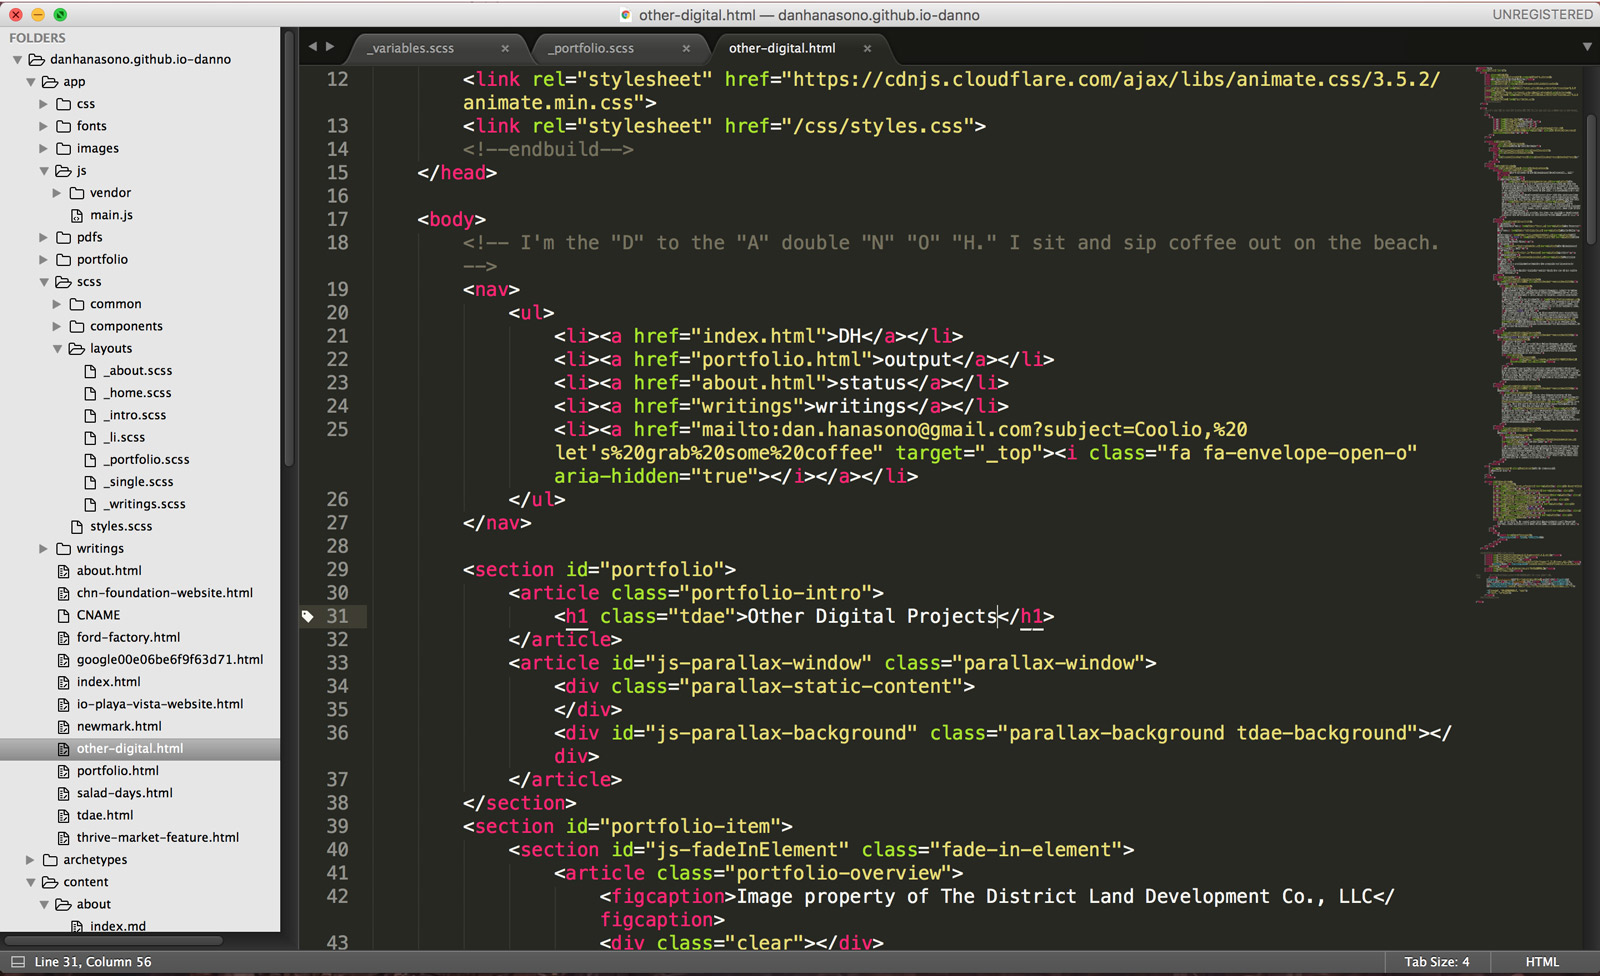 other-digital.html — danhanasono.github.io-danno
UNREGISTERED
FOLDERS
danhanasono.github.io-danno
app
css
fonts
images
js
vendor
main.js
pdfs
portfolio
scss
common
components
layouts
_about.scss
_home.scss
_intro.scss
_li.scss
_portfolio.scss
_single.scss
_writings.scss
styles.scss
writings
about.html
chn-foundation-website.html
CNAME
ford-factory.html
google00e06be6f9f63d71.html
index.html
io-playa-vista-website.html
newmark.html
other-digital.html
portfolio.html
salad-days.html
tdae.html
thrive-market-feature.html
archetypes
content
about
index.md
_variables.scss × _portfolio.scss × other-digital.html ×
12 <link rel="stylesheet" href="https://cdnjs.cloudflare.com/ajax/libs/animate.css/3.5.2/
animate.min.css">
13 <link rel="stylesheet" href="/css/styles.css">
14 <!--endbuild-->
15 </head>
16
17 <body>
18 <!-- I'm the "D" to the "A" double "N" "O" "H." I sit and sip coffee out on the beach.
-->
19 <nav>
20 <ul>
21 <li><a href="index.html">DH</a></li>
22 <li><a href="portfolio.html">output</a></li>
23 <li><a href="about.html">status</a></li>
24 <li><a href="writings">writings</a></li>
25 <li><a href="mailto:dan.hanasono@gmail.com?subject=Coolio,%20
let's%20grab%20some%20coffee" target="_top"><i class="fa fa-envelope-open-o"
aria-hidden="true"></i></a></li>
26 </ul>
27 </nav>
28
29 <section id="portfolio">
30 <article class="portfolio-intro">
31 <h1 class="tdae">Other Digital Projects</h1>
32 </article>
33 <article id="js-parallax-window" class="parallax-window">
34 <div class="parallax-static-content">
35 </div>
36 <div id="js-parallax-background" class="parallax-background tdae-background"></
div>
37 </article>
38 </section>
39 <section id="portfolio-item">
40 <section id="js-fadeInElement" class="fade-in-element">
41 <article class="portfolio-overview">
42 <figcaption>Image property of The District Land Development Co., LLC</
figcaption>
43 <div class="clear"></div>
Line 31, Column 56
Tab Size: 4
HTML